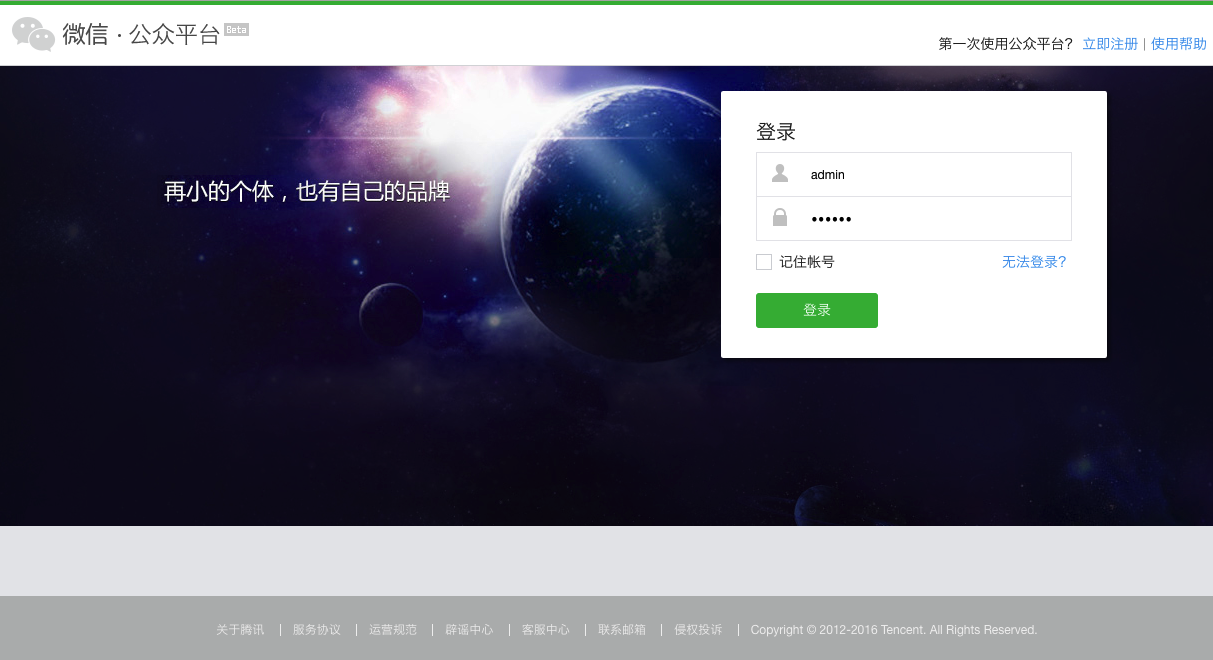 微信 · 公众平台 Beta
第一次使用公众平台? 立即注册 | 使用帮助
再小的个体，也有自己的品牌
登录
admin
••••••
记住帐号 无法登录?
登录
关于腾讯 | 服务协议 | 运营规范 | 辟谣中心 | 客服中心 | 联系邮箱 | 侵权投诉 | Copyright © 2012-2016 Tencent. All Rights Reserved.